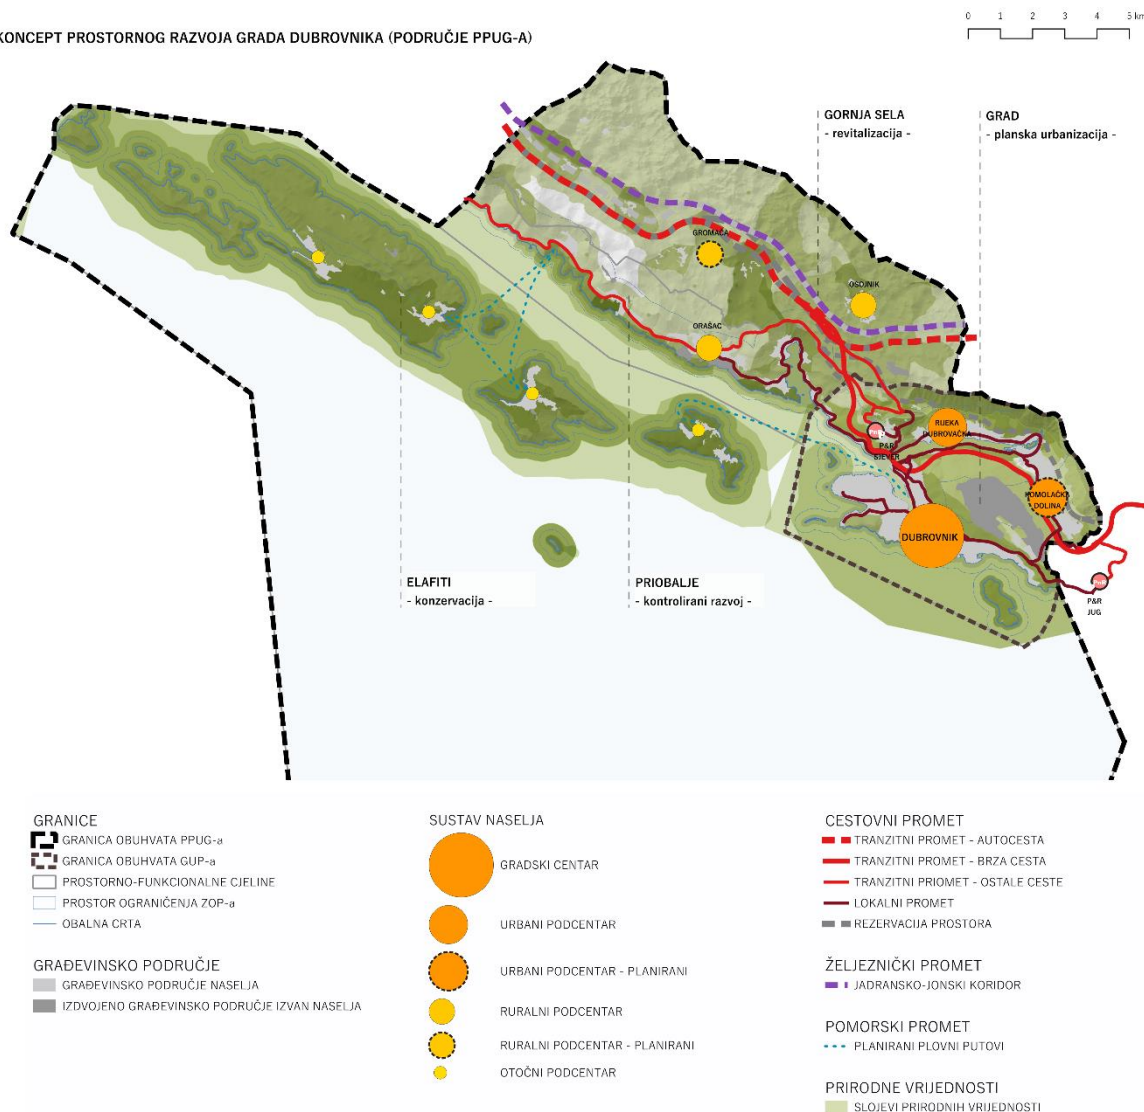 0 1 2 3 4 5 km
KONCEPT PROSTORNOG RAZVOJA GRADA DUBROVNIKA (PODRUČJE PPUG-A)
GORNJA SELA
- revitalizacija -
GRAD
- planska urbanizacija -
GROMAČA
OSOJNIK
ORAŠAC
RIJEKA
DUBROVAČKA
P&R
SJEVER
KOMOLAČKA
DOLINA
DUBROVNIK
ELAFITI
- konzervacija -
PRIOBALJE
- kontrolirani razvoj -
P&R
JUG
GRANICE
GRANICA OBUHVATA PPUG-a
GRANICA OBUHVATA GUP-a
PROSTORNO-FUNKCIONALNE CJELINE
PROSTOR OGRANIČENJA ZOP-a
OBALNA CRTA
GRAĐEVINSKO PODRUČJE
GRAĐEVINSKO PODRUČJE NASELJA
IZDVOJENO GRAĐEVINSKO PODRUČJE IZVAN NASELJA
SUSTAV NASELJA
GRADSKI CENTAR
URBANI PODCENTAR
URBANI PODCENTAR - PLANIRANI
RURALNI PODCENTAR
RURALNI PODCENTAR - PLANIRANI
OTOČNI PODCENTAR
CESTOVNI PROMET
TRANZITNI PROMET - AUTOCESTA
TRANZITNI PROMET - BRZA CESTA
TRANZITNI PRIOMET - OSTALE CESTE
LOKALNI PROMET
REZERVACIJA PROSTORA
ŽELJEZNIČKI PROMET
JADRANSKO-JONSKI KORIDOR
POMORSKI PROMET
PLANIRANI PLOVNI PUTOVI
PRIRODNE VRIJEDNOSTI
SLOJEVI PRIRODNIH VRIJEDNOSTI